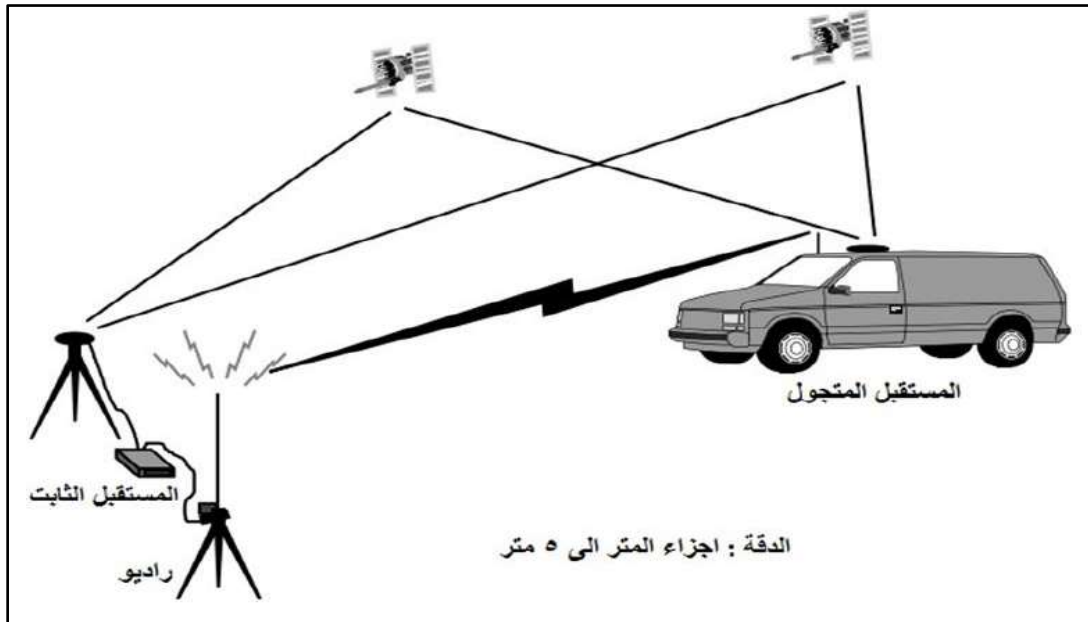 المستقبل المتجول
المستقبل الثابت
راديو
الدقة : اجزاء المتر الى ٥ متر